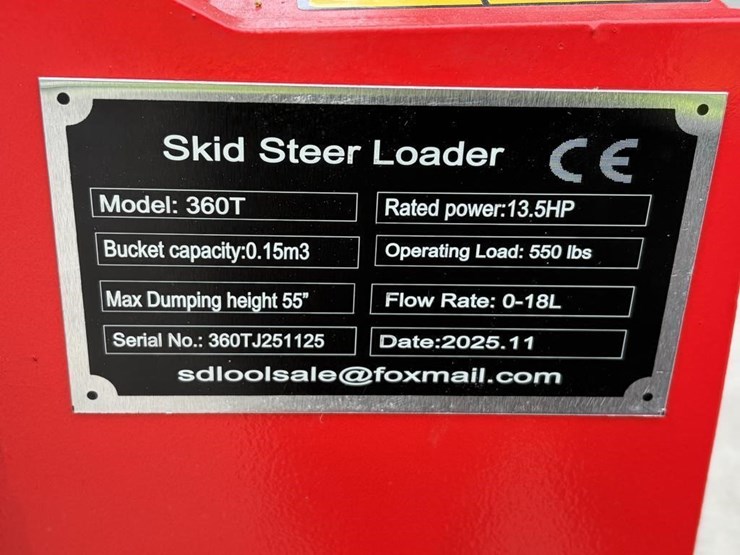 Skid Steer Loader CE
Model: 360T
Rated power:13.5HP
Bucket capacity:0.15m3
Operating Load: 550 lbs
Max Dumping height 55"
Flow Rate: 0-18L
Serial No.: 360TJ251125
Date:2025.11
sdloolsale@foxmail.com